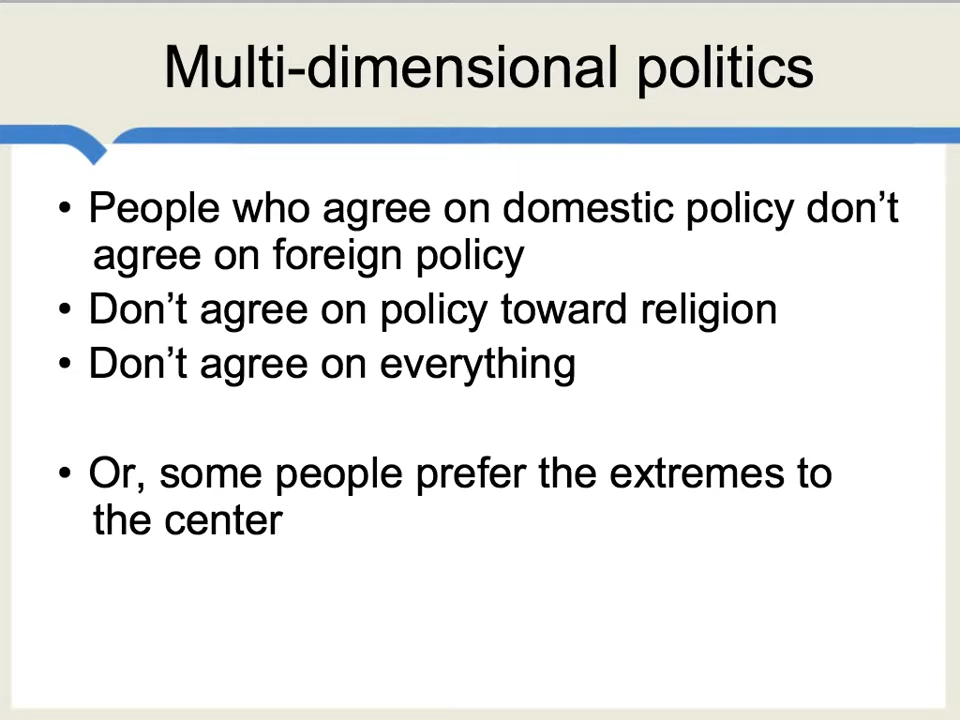 Multi-dimensional politics
• People who agree on domestic policy don’t
agree on foreign policy
• Don’t agree on policy toward religion
• Don’t agree on everything
• Or, some people prefer the extremes to
the center